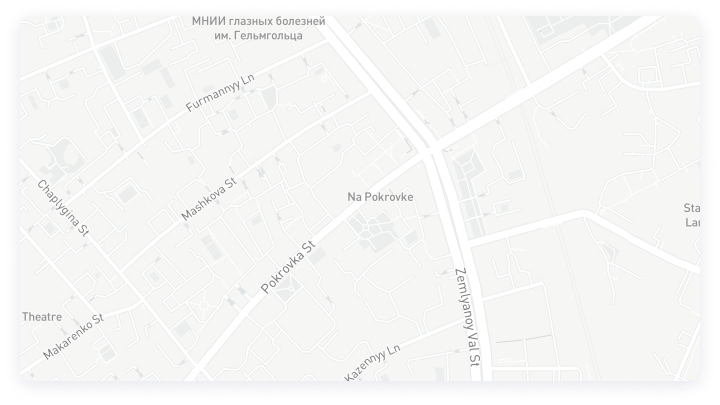 МНИИ глазных болезней
им. Гельмгольца
Furmannyy Ln
Chaplygina St
Mashkova St
Na Pokrovke
Sta
Lan
Pokrovka St
Zemlyanoy Val St
Theatre
Makarenko St
Kazennyy Ln